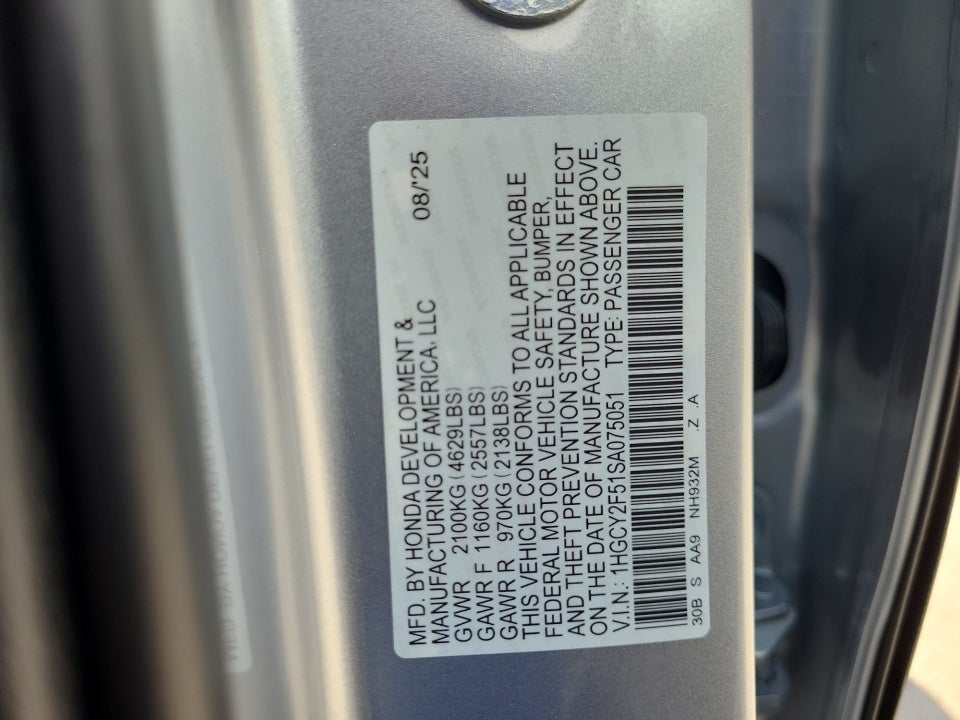 MFD. BY HONDA DEVELOPMENT &
MANUFACTURING OF AMERICA, LLC 08/'25
GVWR 2100KG (4629LBS)
GAWR F 1160KG (2557LBS)
GAWR R 970KG (2138LBS)
THIS VEHICLE CONFORMS TO ALL APPLICABLE
FEDERAL MOTOR VEHICLE SAFETY, BUMPER,
AND THEFT PREVENTION STANDARDS IN EFFECT
ON THE DATE OF MANUFACTURE SHOWN ABOVE.
V.I.N.: 1HGCY2F51SA075051 TYPE: PASSENGER CAR
30B S AA9 NH932M Z .A